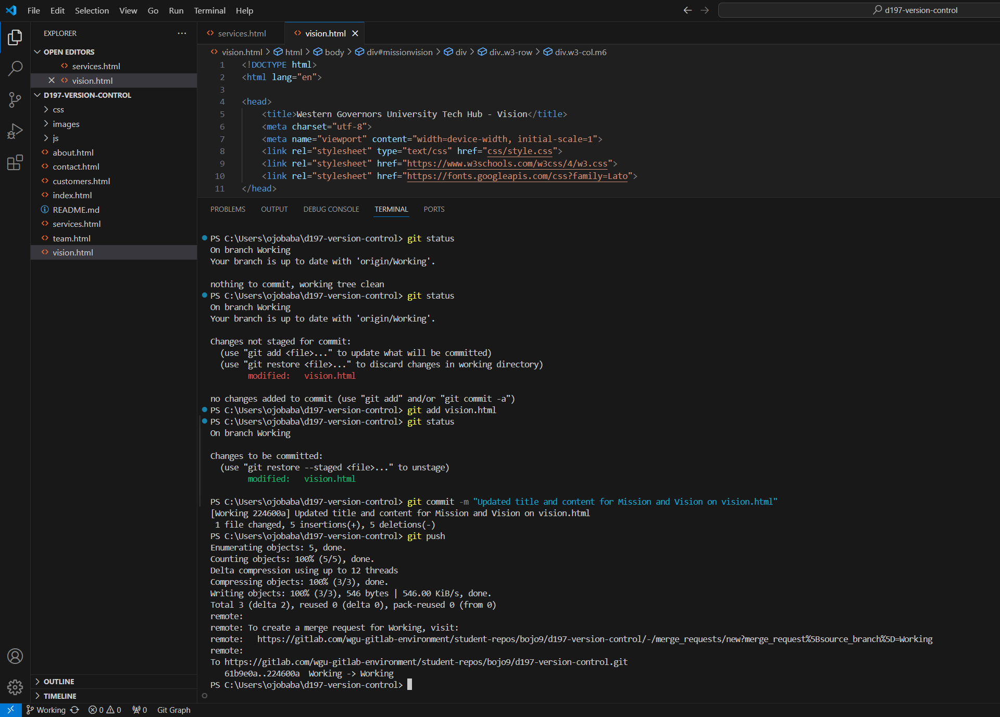 File Edit Selection View Go Run Terminal Help
d197-version-control
EXPLORER
OPEN EDITORS
services.html
vision.html
D197-VERSION-CONTROL
css
images
js
about.html
contact.html
customers.html
index.html
README.md
services.html
team.html
vision.html
OUTLINE
TIMELINE
services.html vision.html
vision.html > html > body > div#missionvision > div > div..w3-row > div.w3-col.m6
1 <!DOCTYPE html>
2 <html lang="en">
3
4 <head>
5 <title>Western Governors University Tech Hub - Vision</title>
6 <meta charset="utf-8">
7 <meta name="viewport" content="width=device-width, initial-scale=1">
8 <link rel="stylesheet" type="text/css" href="css/style.css">
9 <link rel="stylesheet" href="https://www.w3schools.com/w3css/4/w3.css">
10 <link rel="stylesheet" href="https://fonts.googleapis.com/css?family=Lato">
11 </head>
PROBLEMS OUTPUT DEBUG CONSOLE TERMINAL PORTS
PS C:\Users\ojobaba\d197-version-control> git status
On branch Working
Your branch is up to date with 'origin/Working'.
nothing to commit, working tree clean
PS C:\Users\ojobaba\d197-version-control> git status
On branch Working
Your branch is up to date with 'origin/Working'.
Changes not staged for commit:
(use "git add <file>..." to update what will be committed)
(use "git restore <file>..." to discard changes in working directory)
modified: vision.html
no changes added to commit (use "git add" and/or "git commit -a")
PS C:\Users\ojobaba\d197-version-control> git add vision.html
PS C:\Users\ojobaba\d197-version-control> git status
On branch Working
Changes to be committed:
(use "git restore --staged <file>..." to unstage)
modified: vision.html
PS C:\Users\ojobaba\d197-version-control> git commit -m "Updated title and content for Mission and Vision on vision.html"
[Working 224600a] Updated title and content for Mission and Vision on vision.html
1 file changed, 5 insertions(+), 5 deletions(-)
PS C:\Users\ojobaba\d197-version-control> git push
Enumerating objects: 5, done.
Counting objects: 100% (5/5), done.
Delta compression using up to 12 threads
Compressing objects: 100% (3/3), done.
Writing objects: 100% (3/3), 546 bytes | 546.00 KiB/s, done.
Total 3 (delta 2), reused 0 (delta 0), pack-reused 0 (from 0)
remote:
remote: To create a merge request for Working, visit:
remote: https://gitlab.com/wgu-gitlab-environment/student-repos/bojo9/d197-version-control/-/merge_requests/new?merge_request%5Bsource_branch%5D=Working
remote:
To https://gitlab.com/wgu-gitlab-environment/student-repos/bojo9/d197-version-control.git
61b9e0a..224600a Working -> Working
PS C:\Users\ojobaba\d197-version-control>
Working 0 0 0 Git Graph